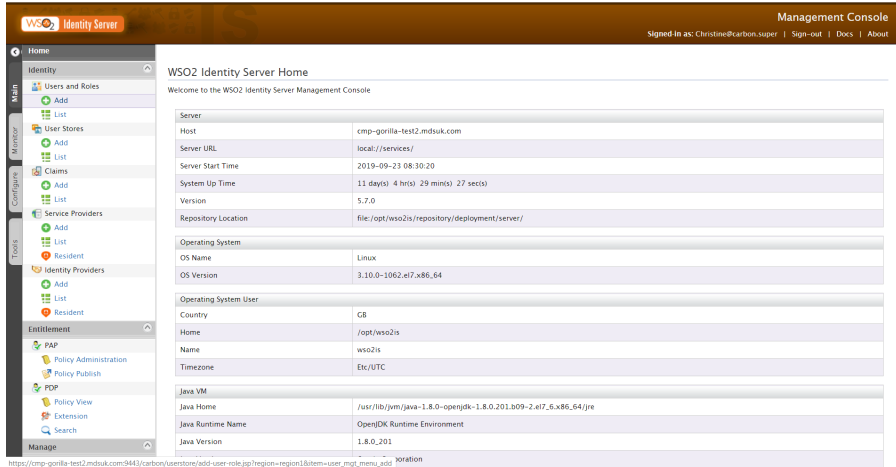 WSO2 Identity Server
Management Console
Signed-in as: Christine@carbon.super | Sign-out | Docs | About
Main
Monitor
Configure
Tools
Home
Identity
Users and Roles
Add
List
User Stores
Add
List
Claims
Add
List
Service Providers
Add
List
Resident
Identity Providers
Add
List
Resident
Entitlement
PAP
Policy Administration
Policy Publish
PDP
Policy View
Extension
Search
Manage
WSO2 Identity Server Home
Welcome to the WSO2 Identity Server Management Console
Server
Host cmp-gorilla-test2.mdsuk.com
Server URL local://services/
Server Start Time 2019-09-23 08:30:20
System Up Time 11 day(s) 4 hr(s) 29 min(s) 27 sec(s)
Version 5.7.0
Repository Location file:/opt/wso2is/repository/deployment/server/
Operating System
OS Name Linux
OS Version 3.10.0-1062.el7.x86_64
Operating System User
Country GB
Home /opt/wso2is
Name wso2is
Timezone Etc/UTC
Java VM
Java Home /usr/lib/jvm/java-1.8.0-openjdk-1.8.0.201.b09-2.el7_6.x86_64/jre
Java Runtime Name OpenJDK Runtime Environment
Java Version 1.8.0_201
https://cmp-gorilla-test2.mdsuk.com:9443/carbon/userstore/add-user-role.jsp?region=region1&item=user_mgt_menu_add